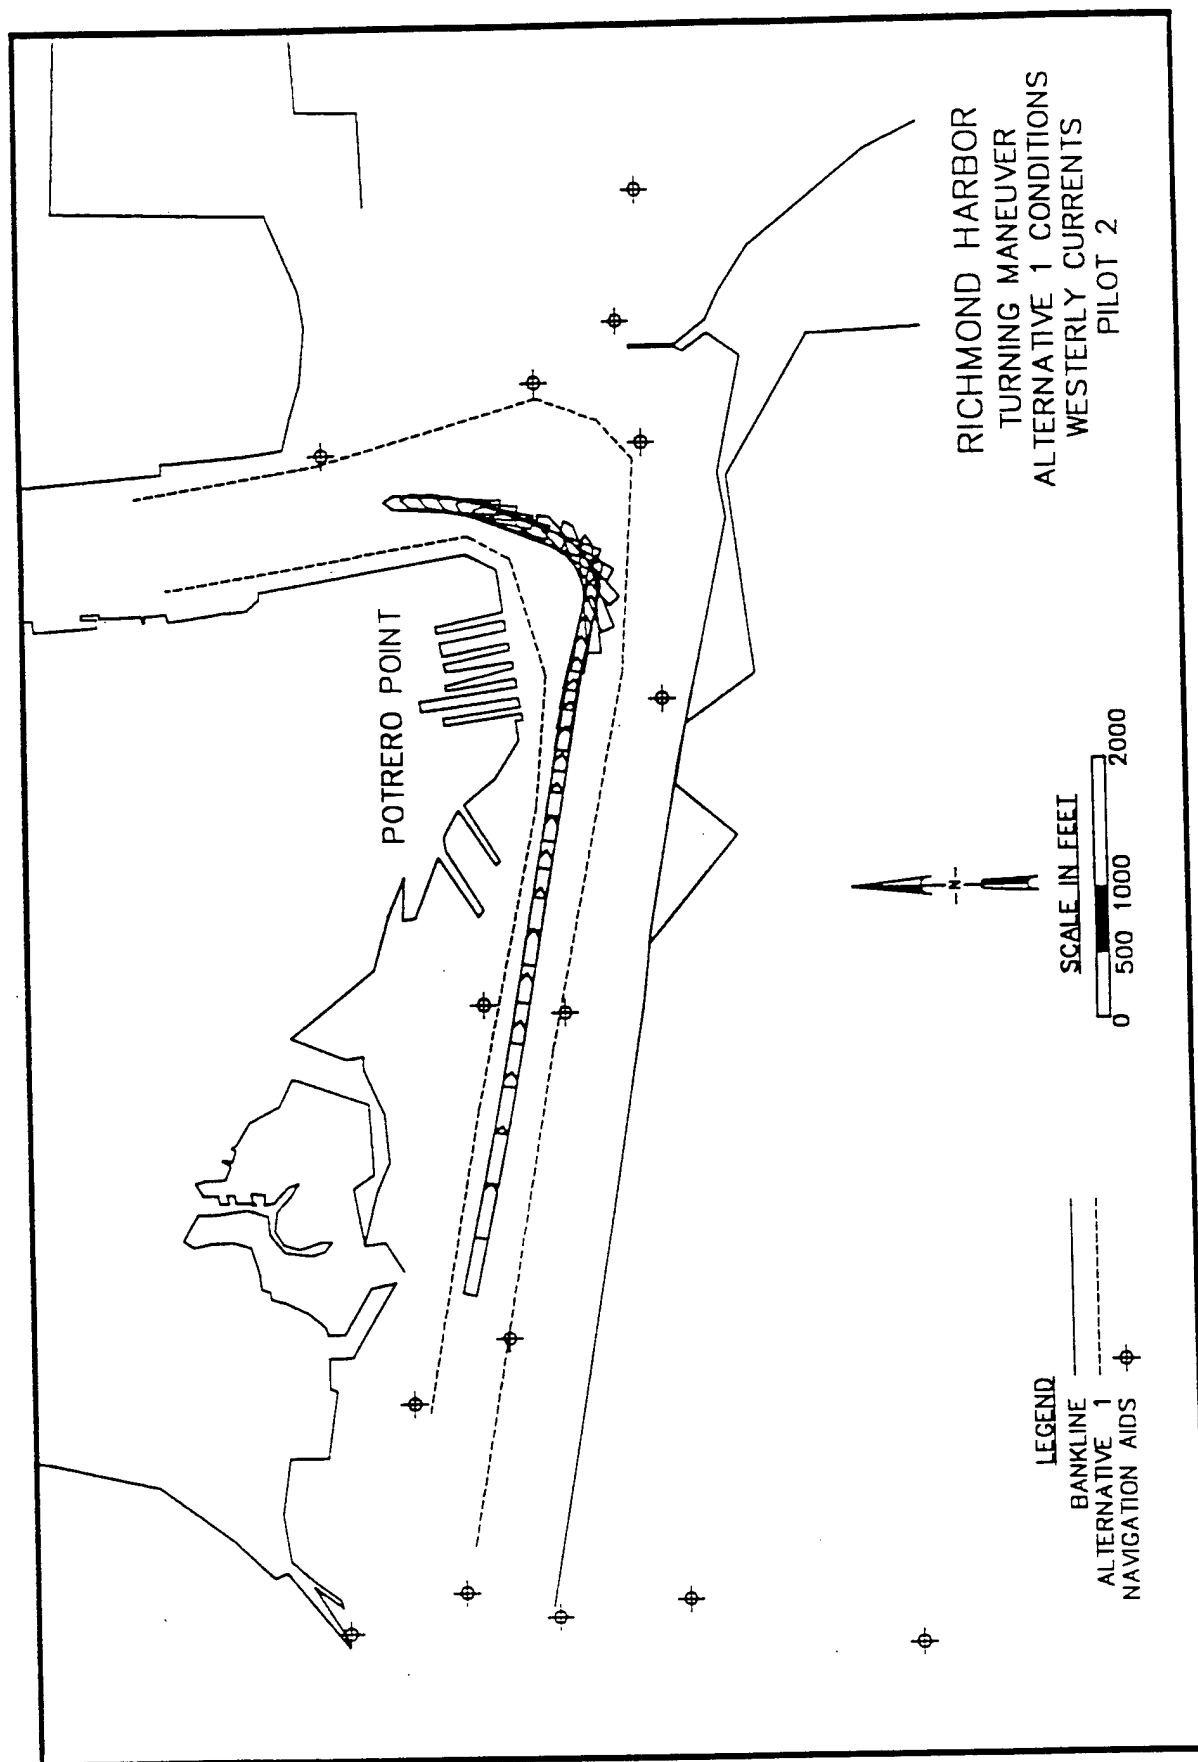 POTRERO POINT
RICHMOND HARBOR
TURNING MANEUVER
ALTERNATIVE 1 CONDITIONS
WESTERLY CURRENTS
PILOT 2
-N-
SCALE IN FEET
0 500 1000 2000
LEGEND
BANKLINE
ALTERNATIVE 1
NAVIGATION AIDS